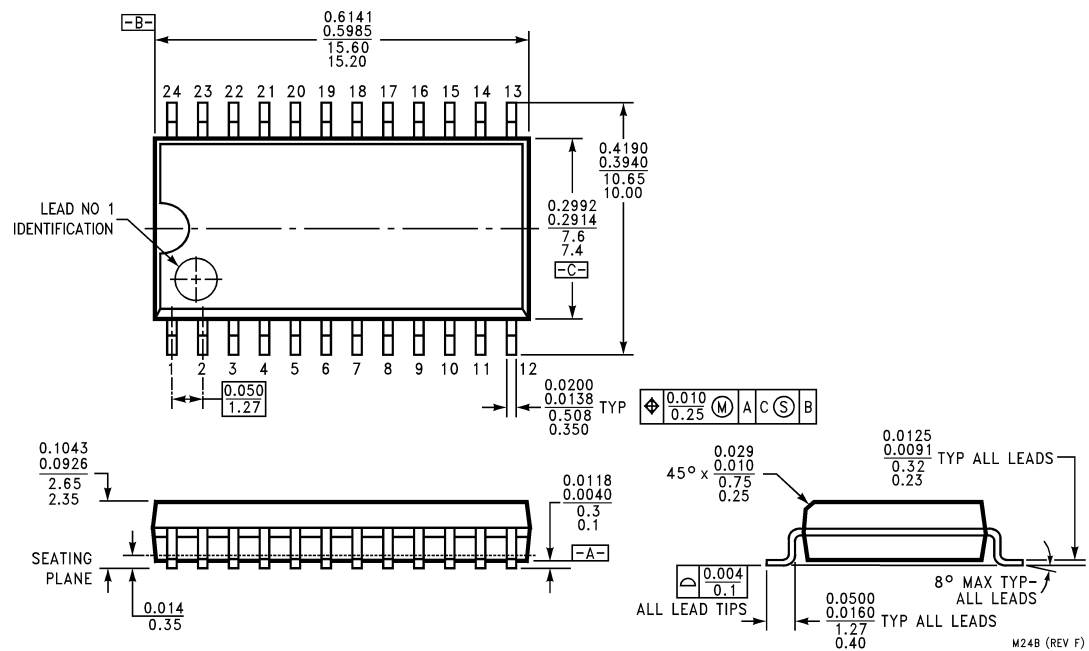 -B-
0.6141
0.5985
15.60
15.20
24 23 22 21 20 19 18 17 16 15 14 13
0.4190
0.3940
10.65
10.00
LEAD NO 1
IDENTIFICATION
0.2992
0.2914
7.6
7.4
-C-
1 2 3 4 5 6 7 8 9 10 11 12
0.050
1.27
0.0200
0.0138
0.508
0.350
TYP
0.010
0.25
M A C S B
0.1043
0.0926
2.65
2.35
0.0118
0.0040
0.3
0.1
-A-
SEATING
PLANE
0.014
0.35
45° x
0.029
0.010
0.75
0.25
0.0125
0.0091
0.32
0.23
TYP ALL LEADS
0.004
0.1
ALL LEAD TIPS
8° MAX TYP-
ALL LEADS
0.0500
0.0160
1.27
0.40
TYP ALL LEADS
M24B (REV F)